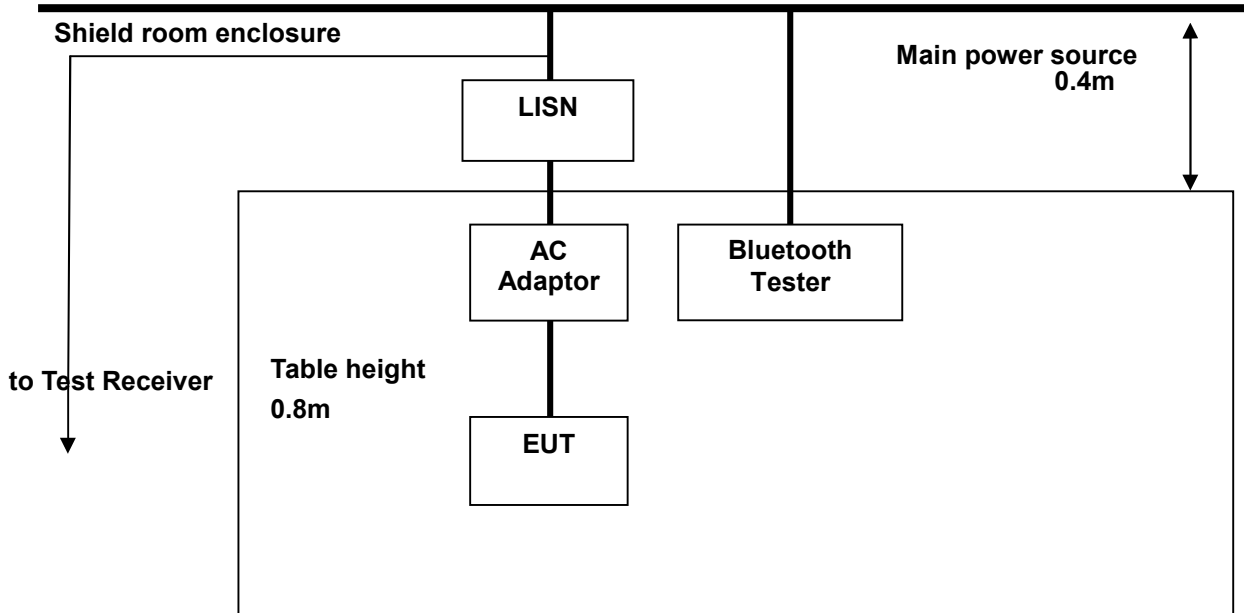 Shield room enclosure
Main power source
0.4m
LISN
AC
Adaptor
Bluetooth
Tester
to Test Receiver
Table height
0.8m
EUT